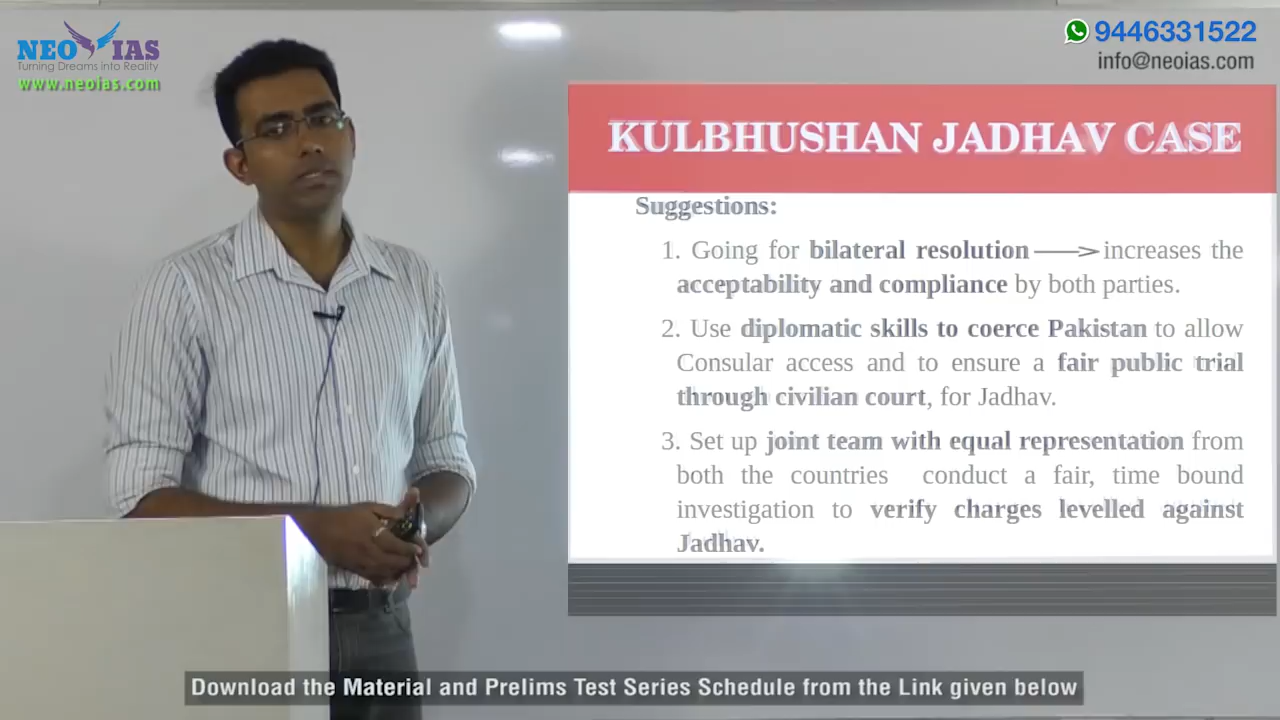 NEO IAS
Turning Dreams into Reality
www.neoias.com
9446331522
info@neoias.com
KULBHUSHAN JADHAV CASE
Suggestions:
1. Going for bilateral resolution ⟶ increases the
acceptability and compliance by both parties.
2. Use diplomatic skills to coerce Pakistan to allow
Consular access and to ensure a fair public trial
through civilian court, for Jadhav.
3. Set up joint team with equal representation from
both the countries conduct a fair, time bound
investigation to verify charges levelled against
Jadhav.
Download the Material and Prelims Test Series Schedule from the Link given below